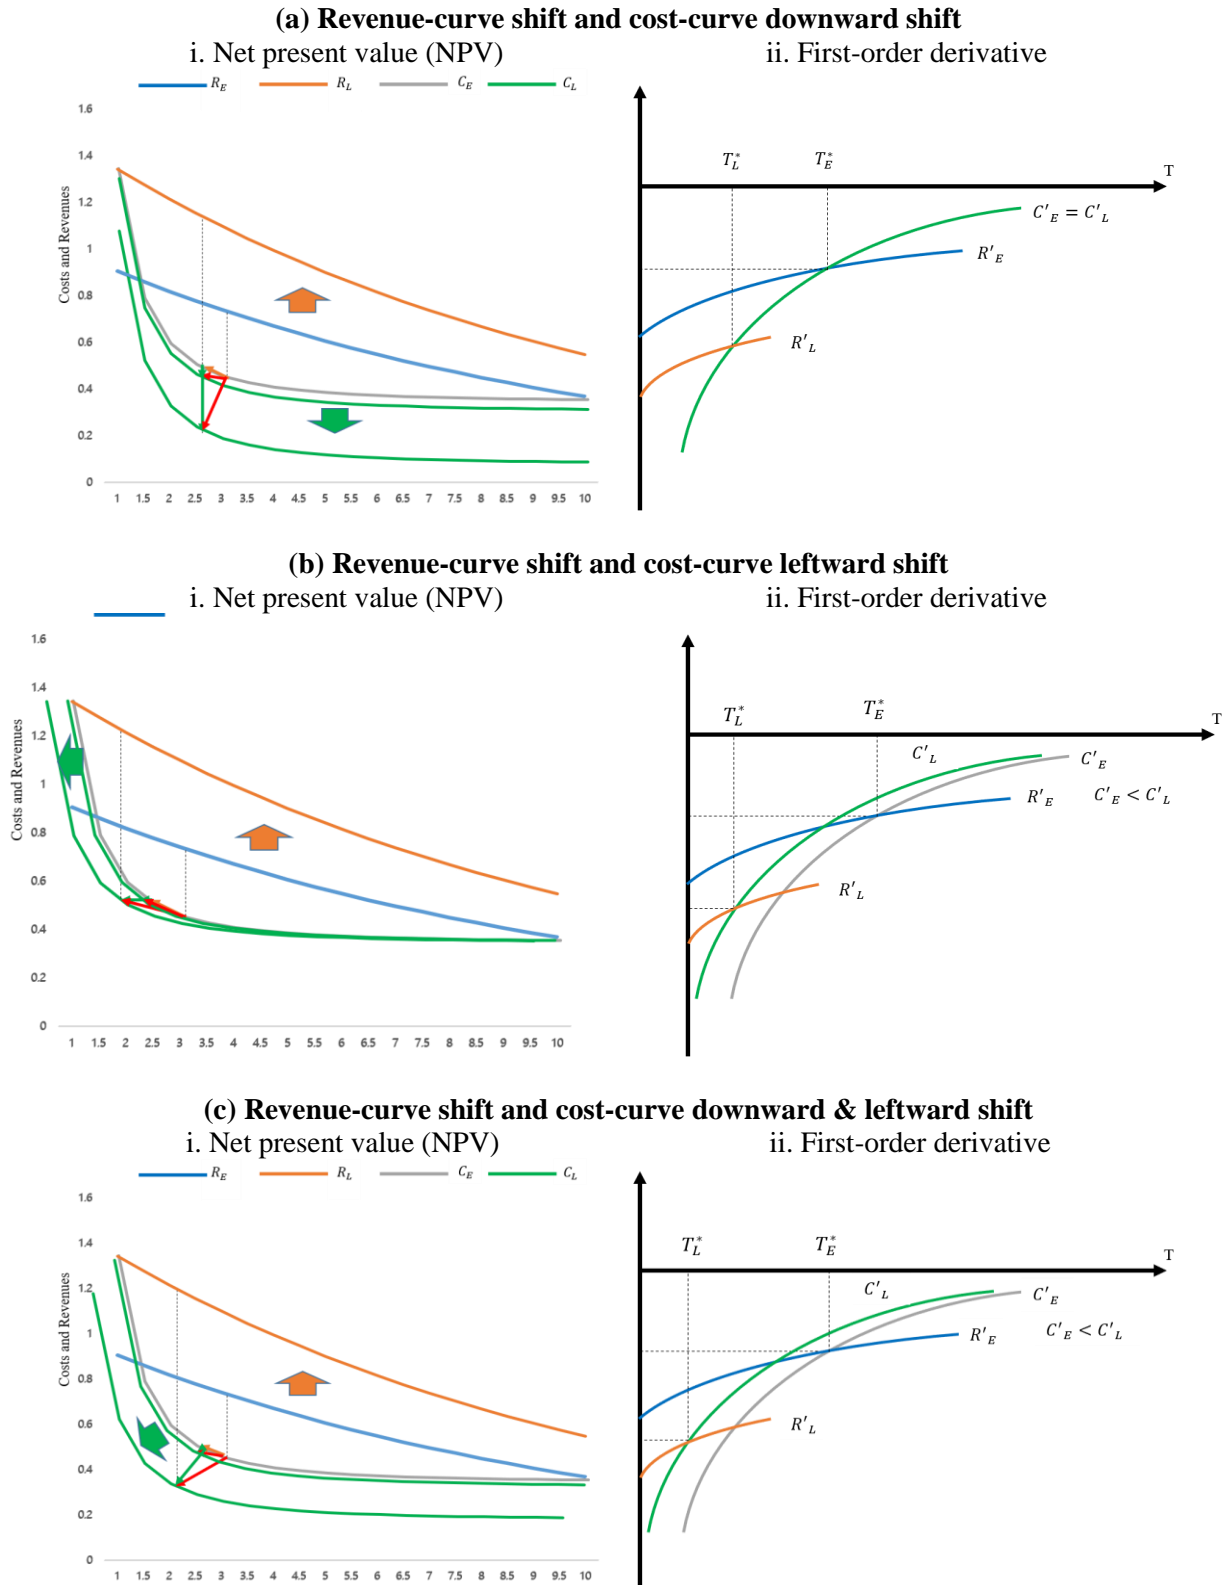 (a) Revenue-curve shift and cost-curve downward shift
i. Net present value (NPV)
ii. First-order derivative
R_E R_L C_E C_L
Costs and Revenues
1.6
1.4
1.2
1
0.8
0.6
0.4
0.2
0
1 1.5 2 2.5 3 3.5 4 4.5 5 5.5 6 6.5 7 7.5 8 8.5 9 9.5 10
T*_L T*_E T
C'_E = C'_L
R'_E
R'_L
(b) Revenue-curve shift and cost-curve leftward shift
i. Net present value (NPV)
ii. First-order derivative
Costs and Revenues
1.6
1.4
1.2
1
0.8
0.6
0.4
0.2
0
1 1.5 2 2.5 3 3.5 4 4.5 5 5.5 6 6.5 7 7.5 8 8.5 9 9.5 10
T*_L T*_E T
C'_L C'_E
R'_E C'_E < C'_L
R'_L
(c) Revenue-curve shift and cost-curve downward & leftward shift
i. Net present value (NPV)
ii. First-order derivative
R_E R_L C_E C_L
Costs and Revenues
1.6
1.4
1.2
1
0.8
0.6
0.4
0.2
0
1 1.5 2 2.5 3 3.5 4 4.5 5 5.5 6 6.5 7 7.5 8 8.5 9 9.5 10
T*_L T*_E T
C'_L C'_E
R'_E C'_E < C'_L
R'_L